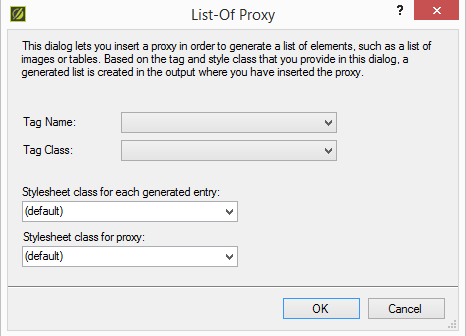 List-Of Proxy
?
This dialog lets you insert a proxy in order to generate a list of elements, such as a list of
images or tables. Based on the tag and style class that you provide in this dialog, a
generated list is created in the output where you have inserted the proxy.
Tag Name:
Tag Class:
Stylesheet class for each generated entry:
(default)
Stylesheet class for proxy:
(default)
OK Cancel